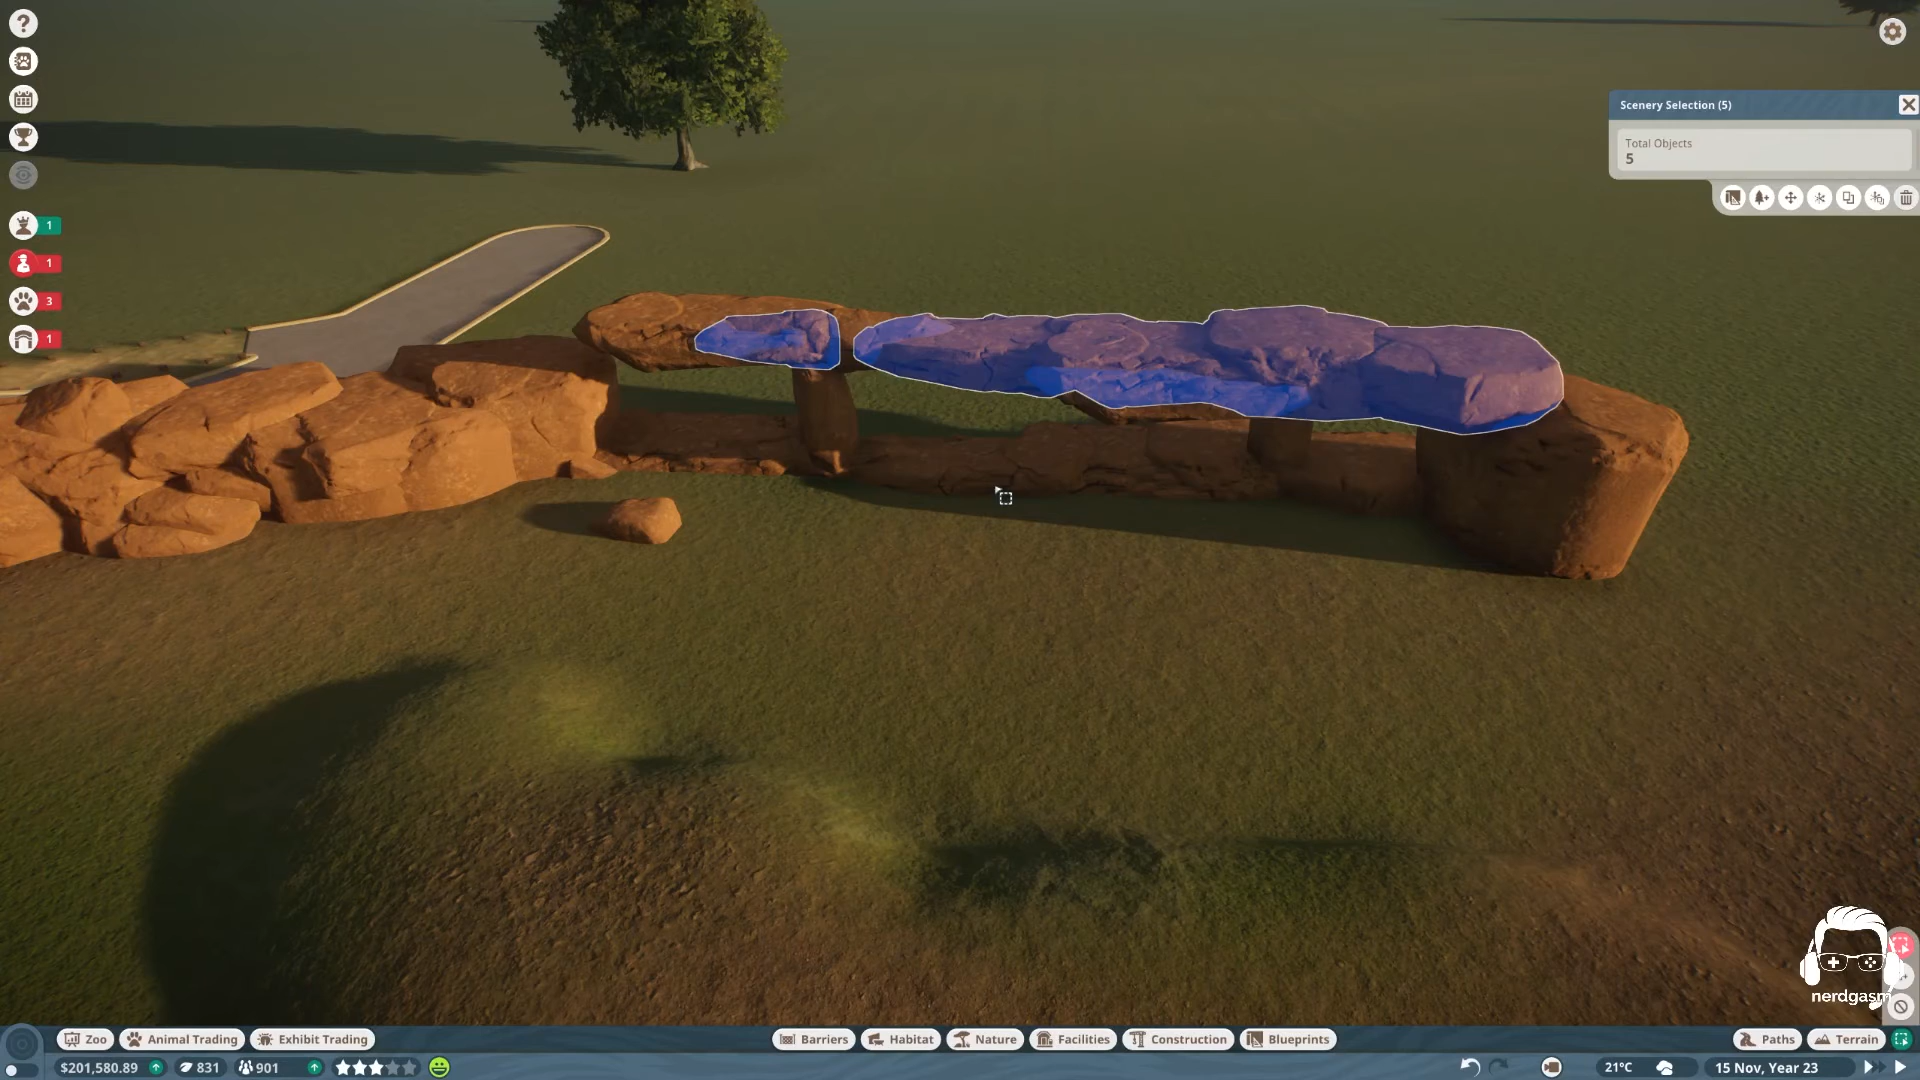 ?
Scenery Selection (5)
Total Objects
5
1
1
3
1
nerdgasm
Zoo
Animal Trading
Exhibit Trading
Barriers
Habitat
Nature
Facilities
Construction
Blueprints
Paths
Terrain
$201,580.89
831
901
21°C
15 Nov, Year 23